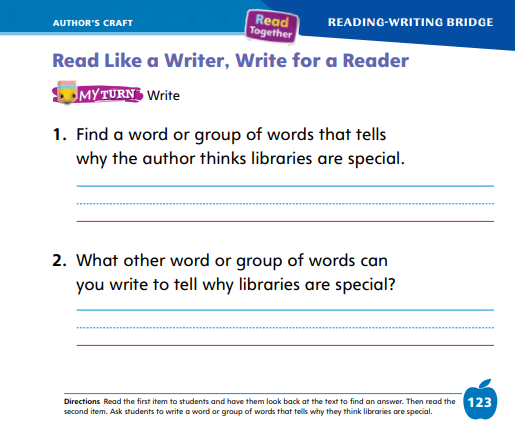 AUTHOR'S CRAFT
Read
Together
READING-WRITING BRIDGE
Read Like a Writer, Write for a Reader
MY TURN Write
1. Find a word or group of words that tells
why the author thinks libraries are special.
2. What other word or group of words can
you write to tell why libraries are special?
Directions Read the first item to students and have them look back at the text to find an answer. Then read the
second item. Ask students to write a word or group of words that tells why they think libraries are special.
123